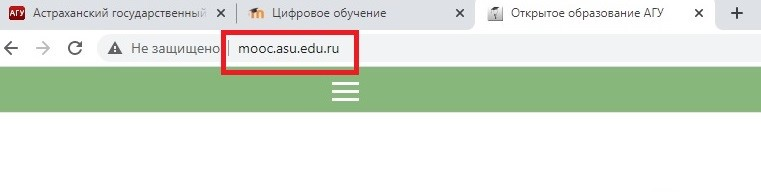 АГУ Астраханский государственный Цифровое обучение Открытое образование АГУ
Не защищено mooc.asu.edu.ru